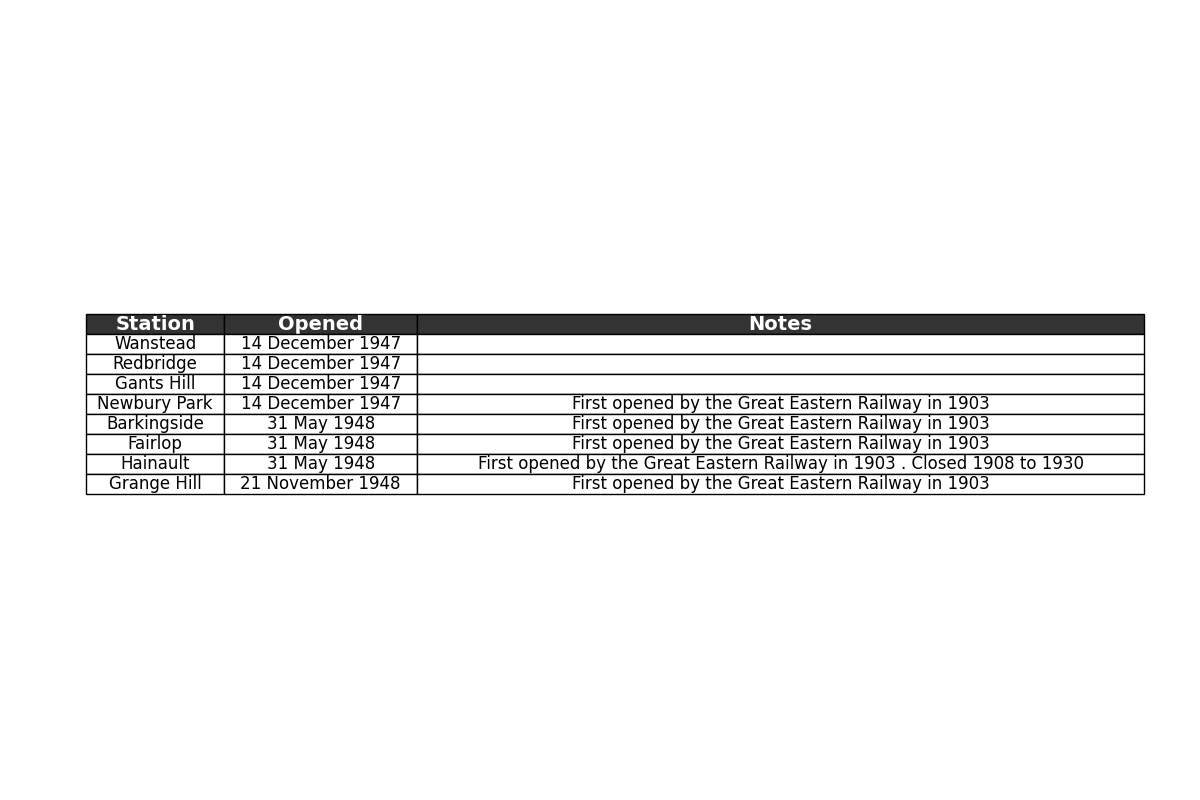 Station Opened Notes
Wanstead 14 December 1947
Redbridge 14 December 1947
Gants Hill 14 December 1947
Newbury Park 14 December 1947 First opened by the Great Eastern Railway in 1903
Barkingside 31 May 1948 First opened by the Great Eastern Railway in 1903
Fairlop 31 May 1948 First opened by the Great Eastern Railway in 1903
Hainault 31 May 1948 First opened by the Great Eastern Railway in 1903 . Closed 1908 to 1930
Grange Hill 21 November 1948 First opened by the Great Eastern Railway in 1903